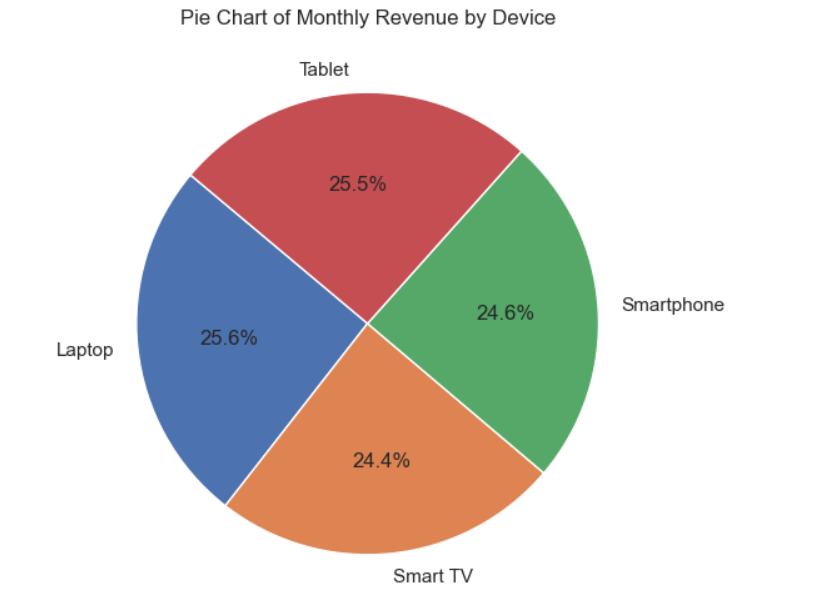 Pie Chart of Monthly Revenue by Device
Tablet
25.5%
24.6%
Smartphone
25.6%
Laptop
24.4%
Smart TV